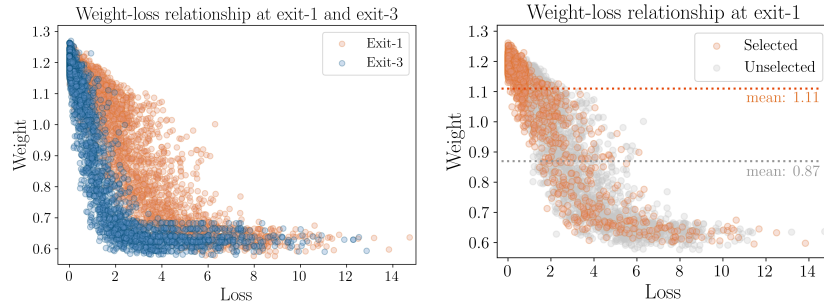 Weight-loss relationship at exit-1 and exit-3
1.3
1.2
1.1
1.0
0.9
0.8
0.7
0.6
Weight
Exit-1
Exit-3
0 2 4 6 8 10 12 14
Loss
Weight-loss relationship at exit-1
1.3
1.2
1.1
1.0
0.9
0.8
0.7
0.6
Weight
Selected
Unselected
mean: 1.11
mean: 0.87
0 2 4 6 8 10 12 14
Loss